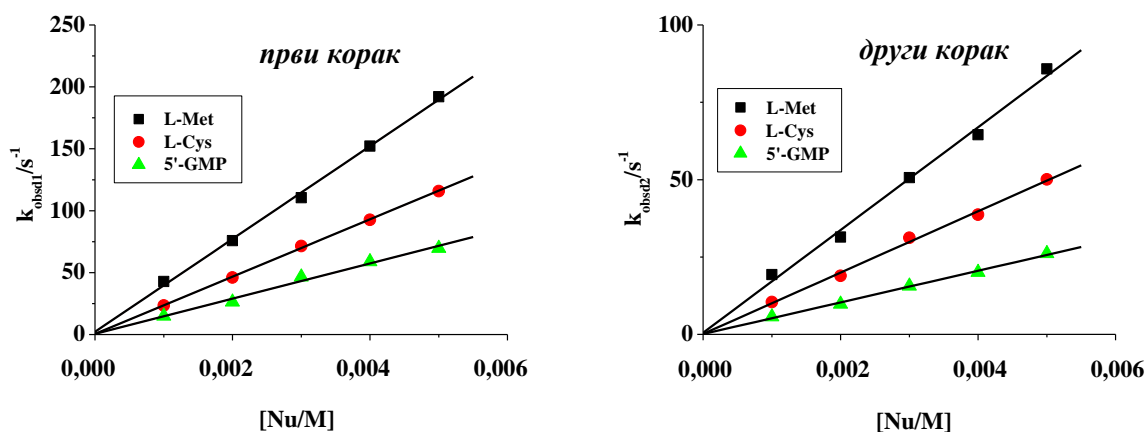 250
200
150
100
50
0
први корак
L-Met
L-Cys
5'-GMP
k obsd1/s-1
0,000
0,002
0,004
0,006
[Nu/M]
100
50
0
други корак
L-Met
L-Cys
5'-GMP
k obsd2/s-1
0,000
0,002
0,004
0,006
[Nu/M]